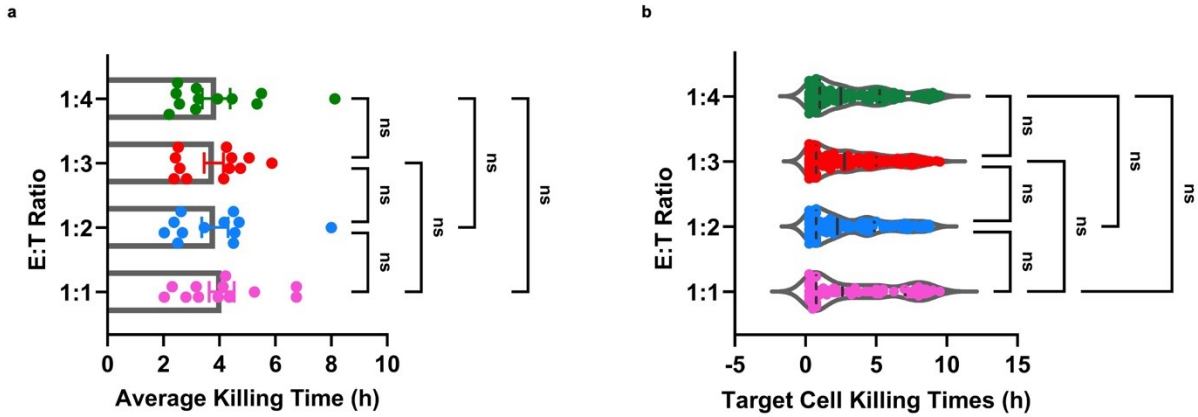 a
E:T Ratio
1:4
1:3
1:2
1:1
ns
ns
ns
ns
ns
ns
0 2 4 6 8 10
Average Killing Time (h)
b
E:T Ratio
1:4
1:3
1:2
1:1
ns
ns
ns
ns
ns
ns
-5 0 5 10 15
Target Cell Killing Times (h)